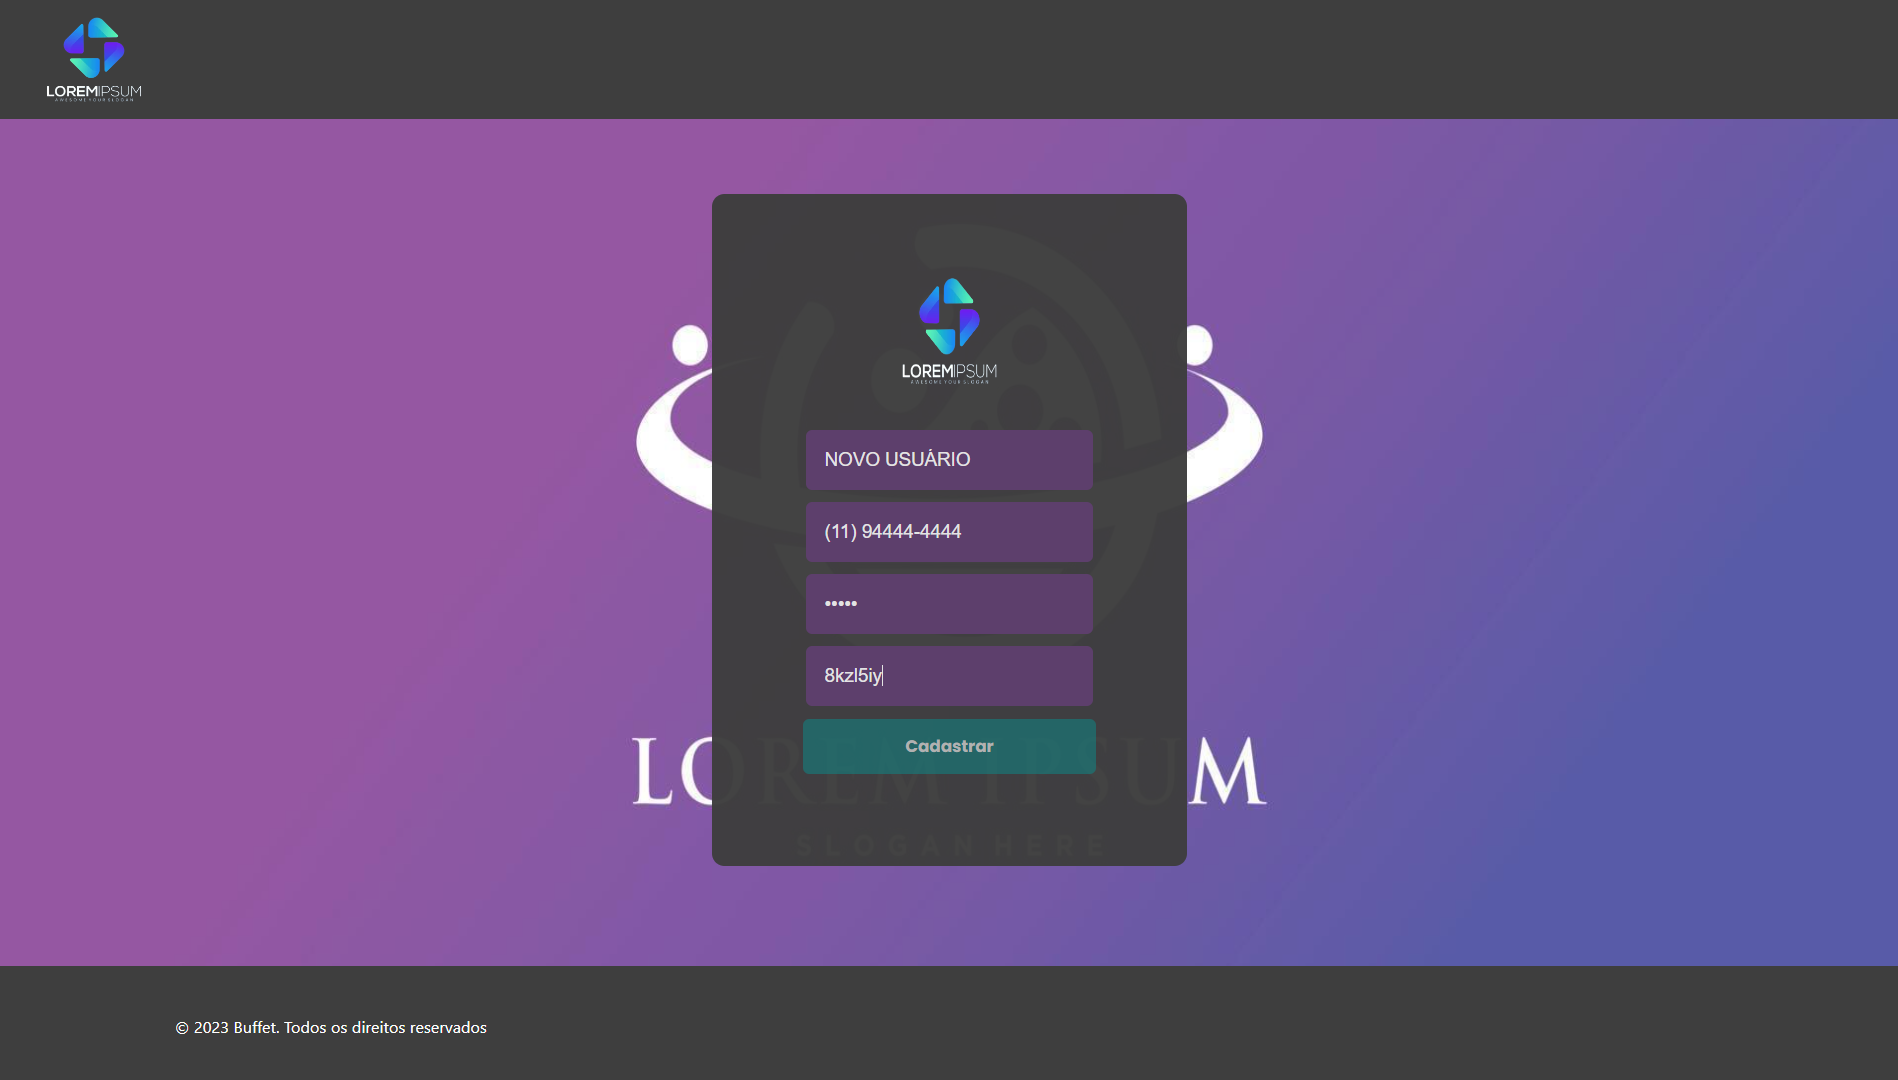 LOREMIPSUM
AWESOME YOUR SLOGAN
LOREMIPSUM
AWESOME YOUR SLOGAN
NOVO USUÁRIO
(11) 94444-4444
•••••
8kzl5iy
Cadastrar
LOREM IPSUM
SLOGAN HERE
© 2023 Buffet. Todos os direitos reservados